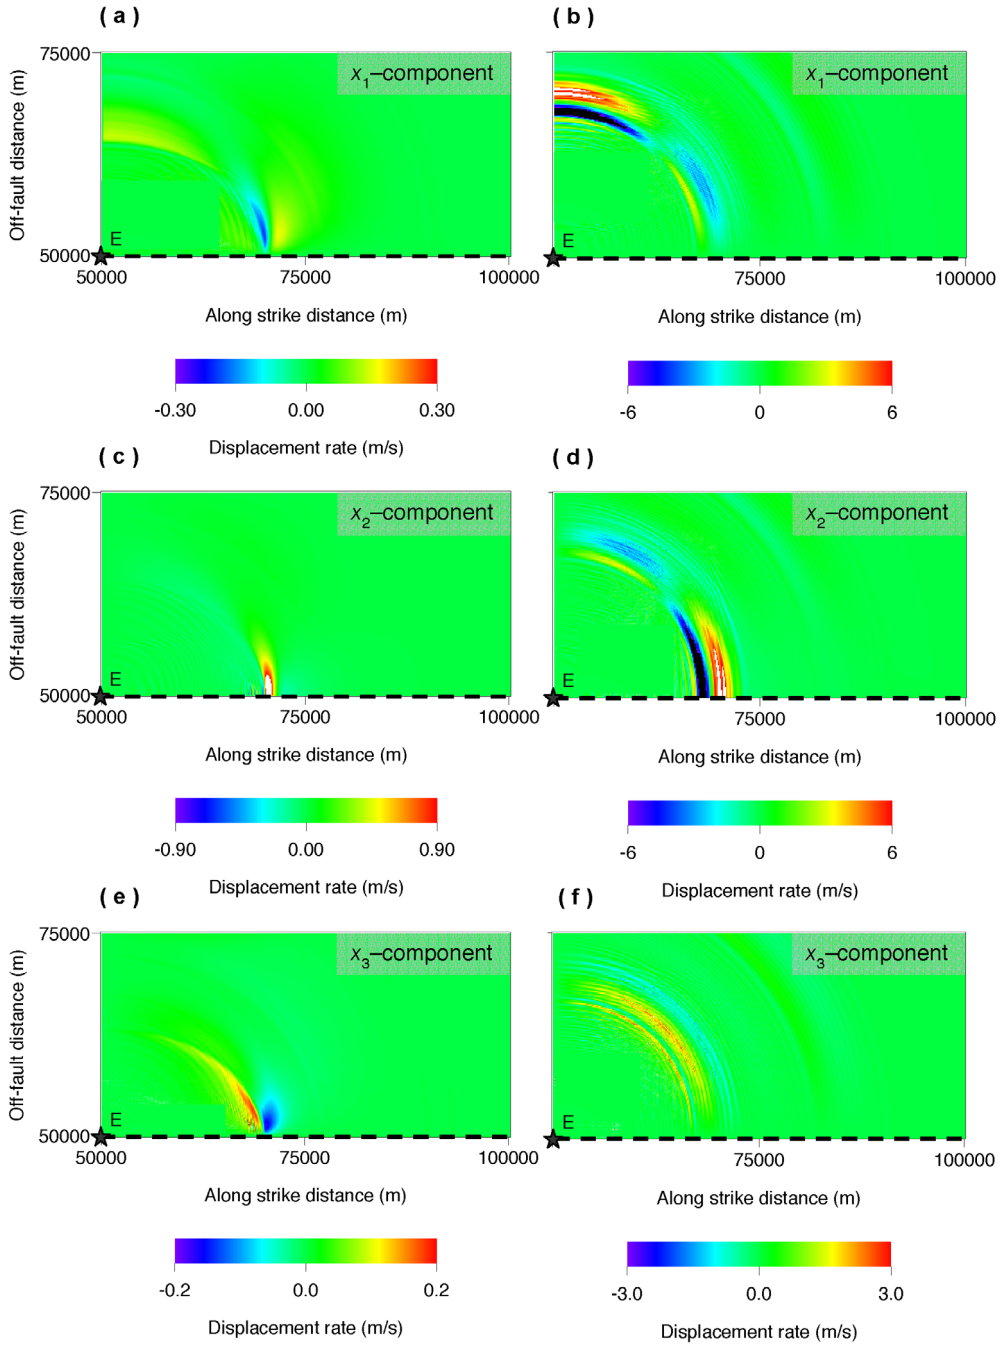 ( a )
( b )
75000
x1–component
x1–component
Off-fault distance (m)
E
E
50000
50000
75000
100000
75000
100000
Along strike distance (m)
Along strike distance (m)
-0.30
0.00
0.30
-6
0
6
Displacement rate (m/s)
( c )
( d )
75000
x2–component
x2–component
Off-fault distance (m)
E
E
50000
50000
75000
100000
75000
100000
Along strike distance (m)
Along strike distance (m)
-0.90
0.00
0.90
-6
0
6
Displacement rate (m/s)
Displacement rate (m/s)
( e )
( f )
75000
x3–component
x3–component
Off-fault distance (m)
E
E
50000
50000
75000
100000
75000
100000
Along strike distance (m)
Along strike distance (m)
-0.2
0.0
0.2
-3.0
0.0
3.0
Displacement rate (m/s)
Displacement rate (m/s)